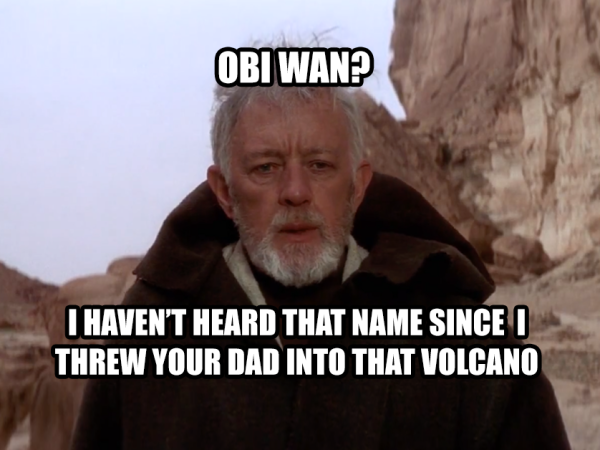 OBI WAN?
I HAVEN'T HEARD THAT NAME SINCE I
THREW YOUR DAD INTO THAT VOLCANO